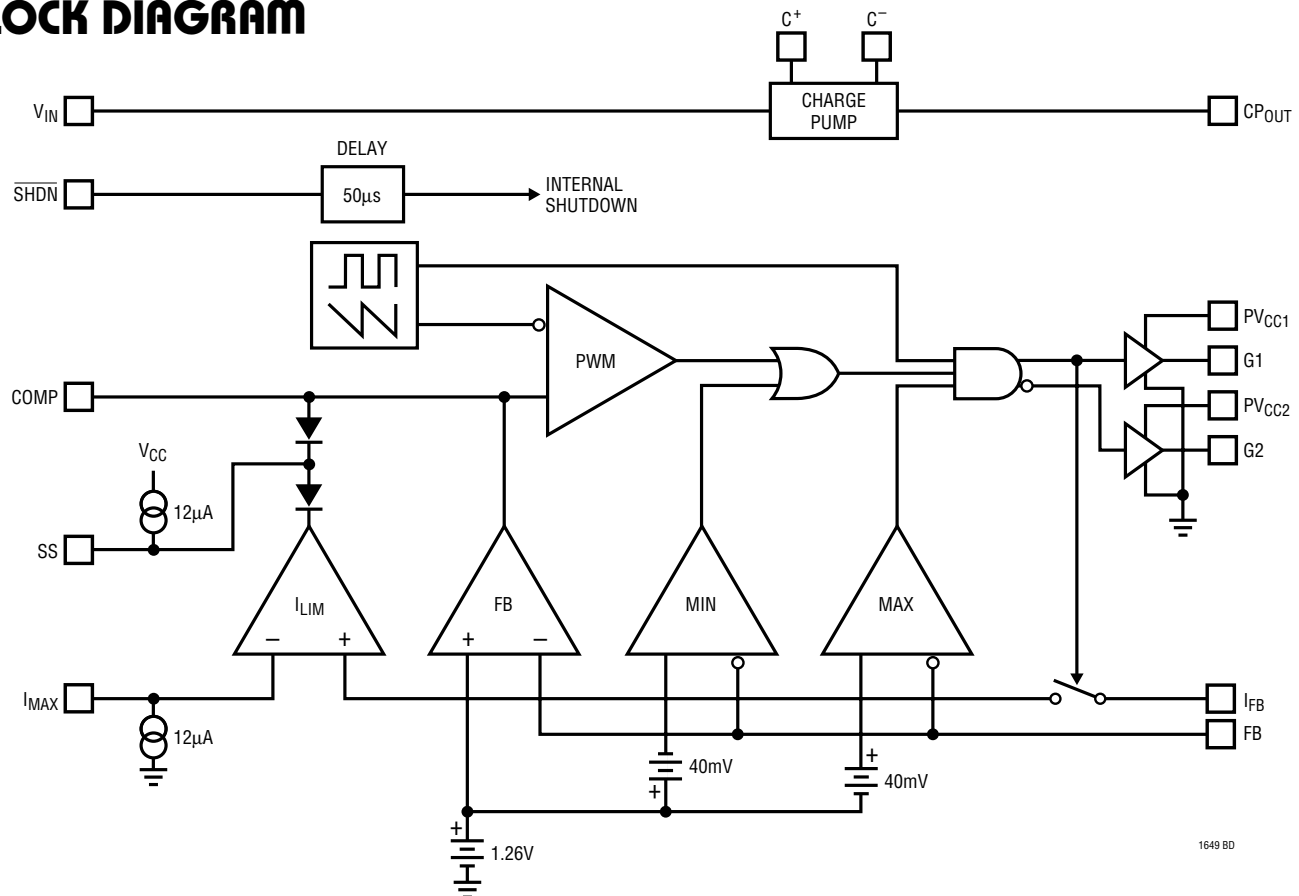 LOCK DIAGRAM
C+
C–
VIN
CHARGE
PUMP
CPOUT
DELAY
SHDN
50µs
INTERNAL
SHUTDOWN
PVCC1
PWM
G1
COMP
PVCC2
VCC
G2
12µA
SS
ILIM
FB
MIN
MAX
– +
+ –
IMAX
IFB
12µA
FB
40mV
+
+
40mV
+
1.26V
1649 BD